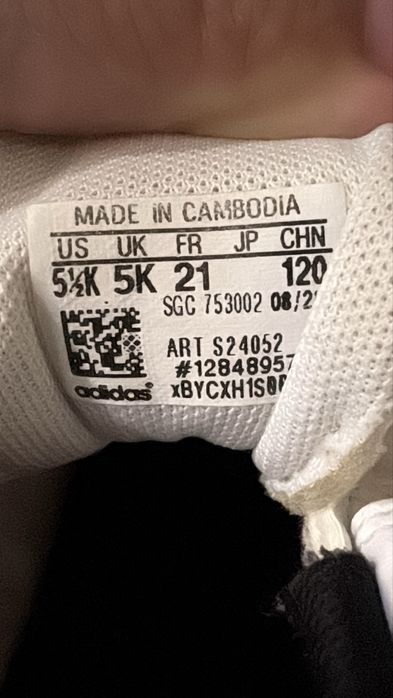 MADE IN CAMBODIA
US UK FR JP CHN
5½K 5K 21 120
SGC 753002
ART S24052
adidas